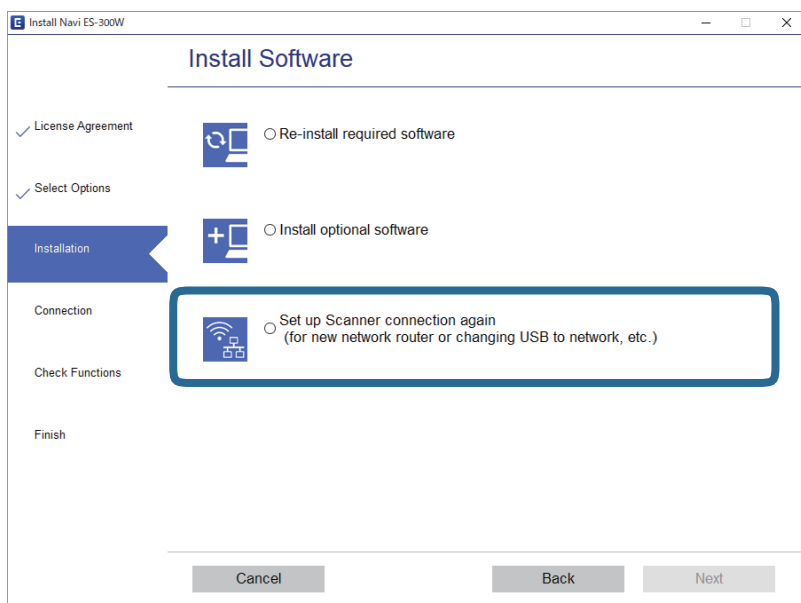 E Install Navi ES-300W
Install Software
License Agreement
Select Options
Installation
Connection
Check Functions
Finish
Re-install required software
Install optional software
Set up Scanner connection again
(for new network router or changing USB to network, etc.)
Cancel
Back
Next